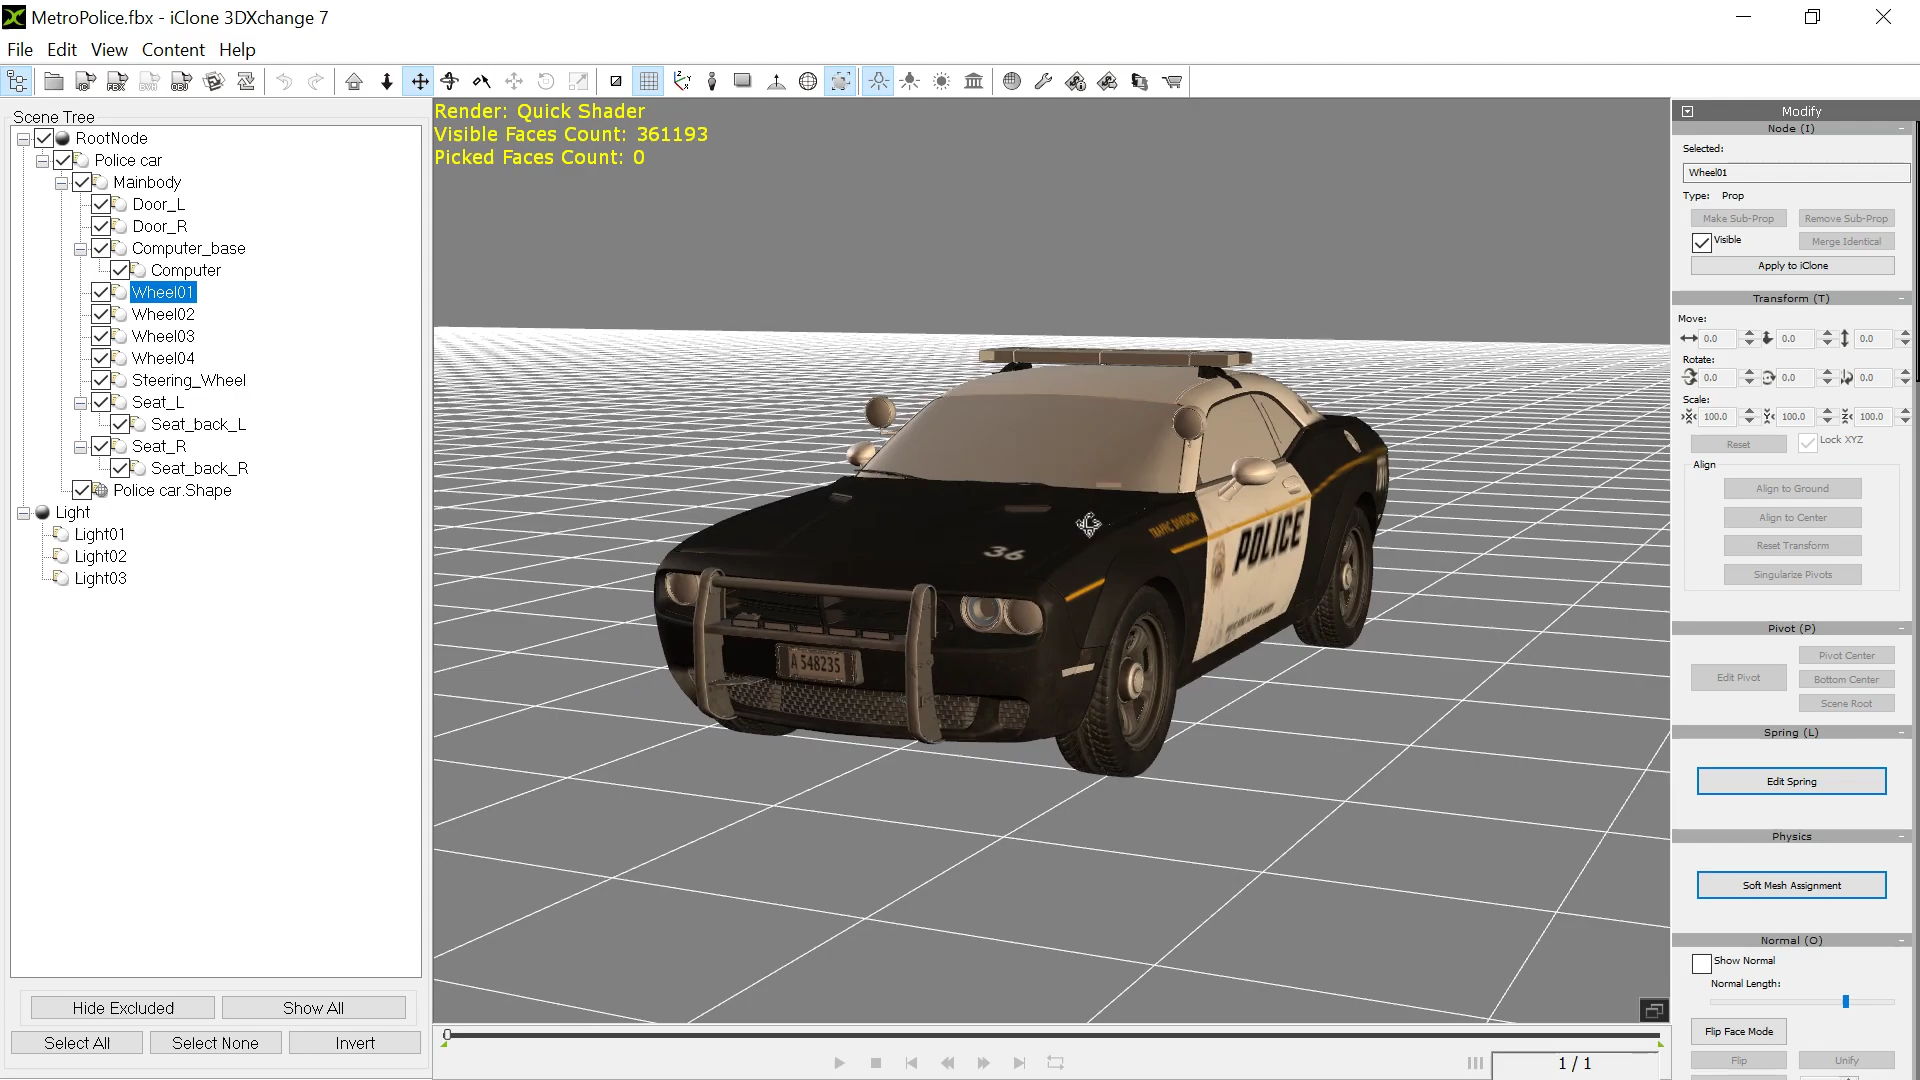 MetroPolice.fbx - iClone 3DXchange 7
File Edit View Content Help
Scene Tree
RootNode
Police car
Mainbody
Door_L
Door_R
Computer_base
Computer
Wheel01
Wheel02
Wheel03
Wheel04
Steering_Wheel
Seat_L
Seat_back_L
Seat_R
Seat_back_R
Police car.Shape
Light
Light01
Light02
Light03
Hide Excluded Show All
Select All Select None Invert
Render: Quick Shader
Visible Faces Count: 361193
Picked Faces Count: 0
TRAFFIC DIVISION
POLICE
36
A 548235
1 / 1
Modify
Node (I)
Selected:
Wheel01
Type: Prop
Make Sub-Prop Remove Sub-Prop
Visible Merge Identical
Apply to iClone
Transform (T)
Move:
0.0 0.0 0.0
Rotate:
0.0 0.0 0.0
Scale:
X 100.0 Y 100.0 Z 100.0
Reset Lock XYZ
Align
Align to Ground
Align to Center
Reset Transform
Singularize Pivots
Pivot (P)
Pivot Center
Edit Pivot Bottom Center
Scene Root
Spring (L)
Edit Spring
Physics
Soft Mesh Assignment
Normal (O)
Show Normal
Normal Length:
Flip Face Mode
Flip Unify